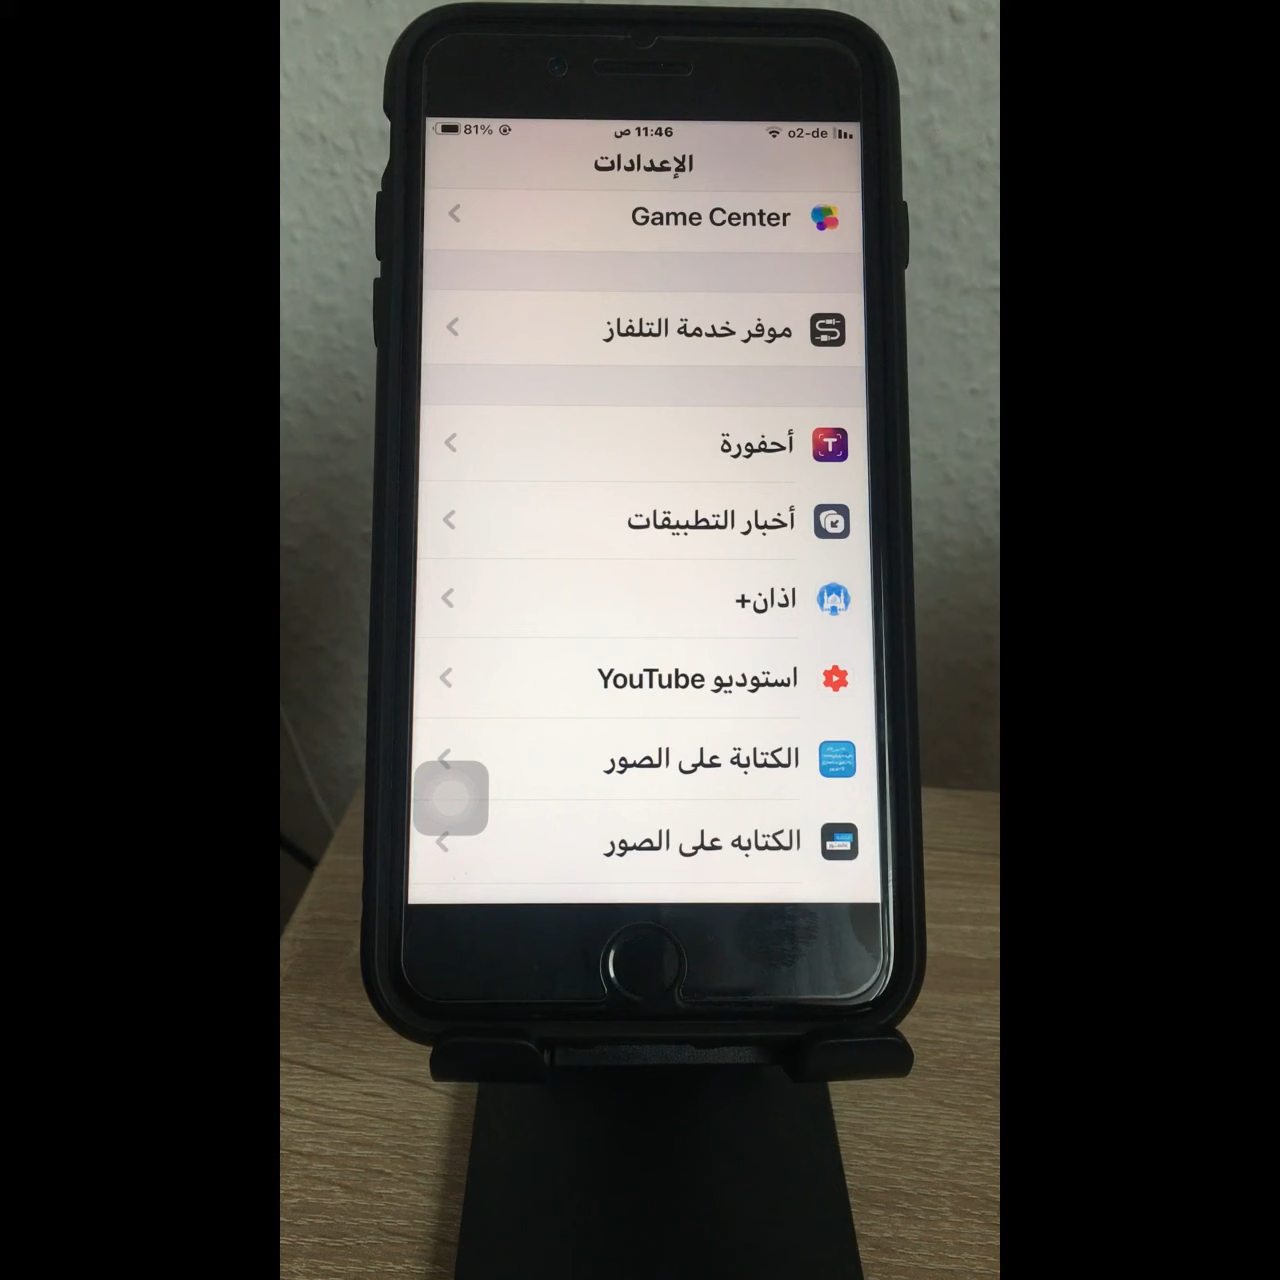 81% 11:46 ص o2-de
الإعدادات
Game Center
موفر خدمة التلفاز
أحفورة
أخبار التطبيقات
اذان+
استوديو YouTube
الكتابة على الصور
الكتابه على الصور